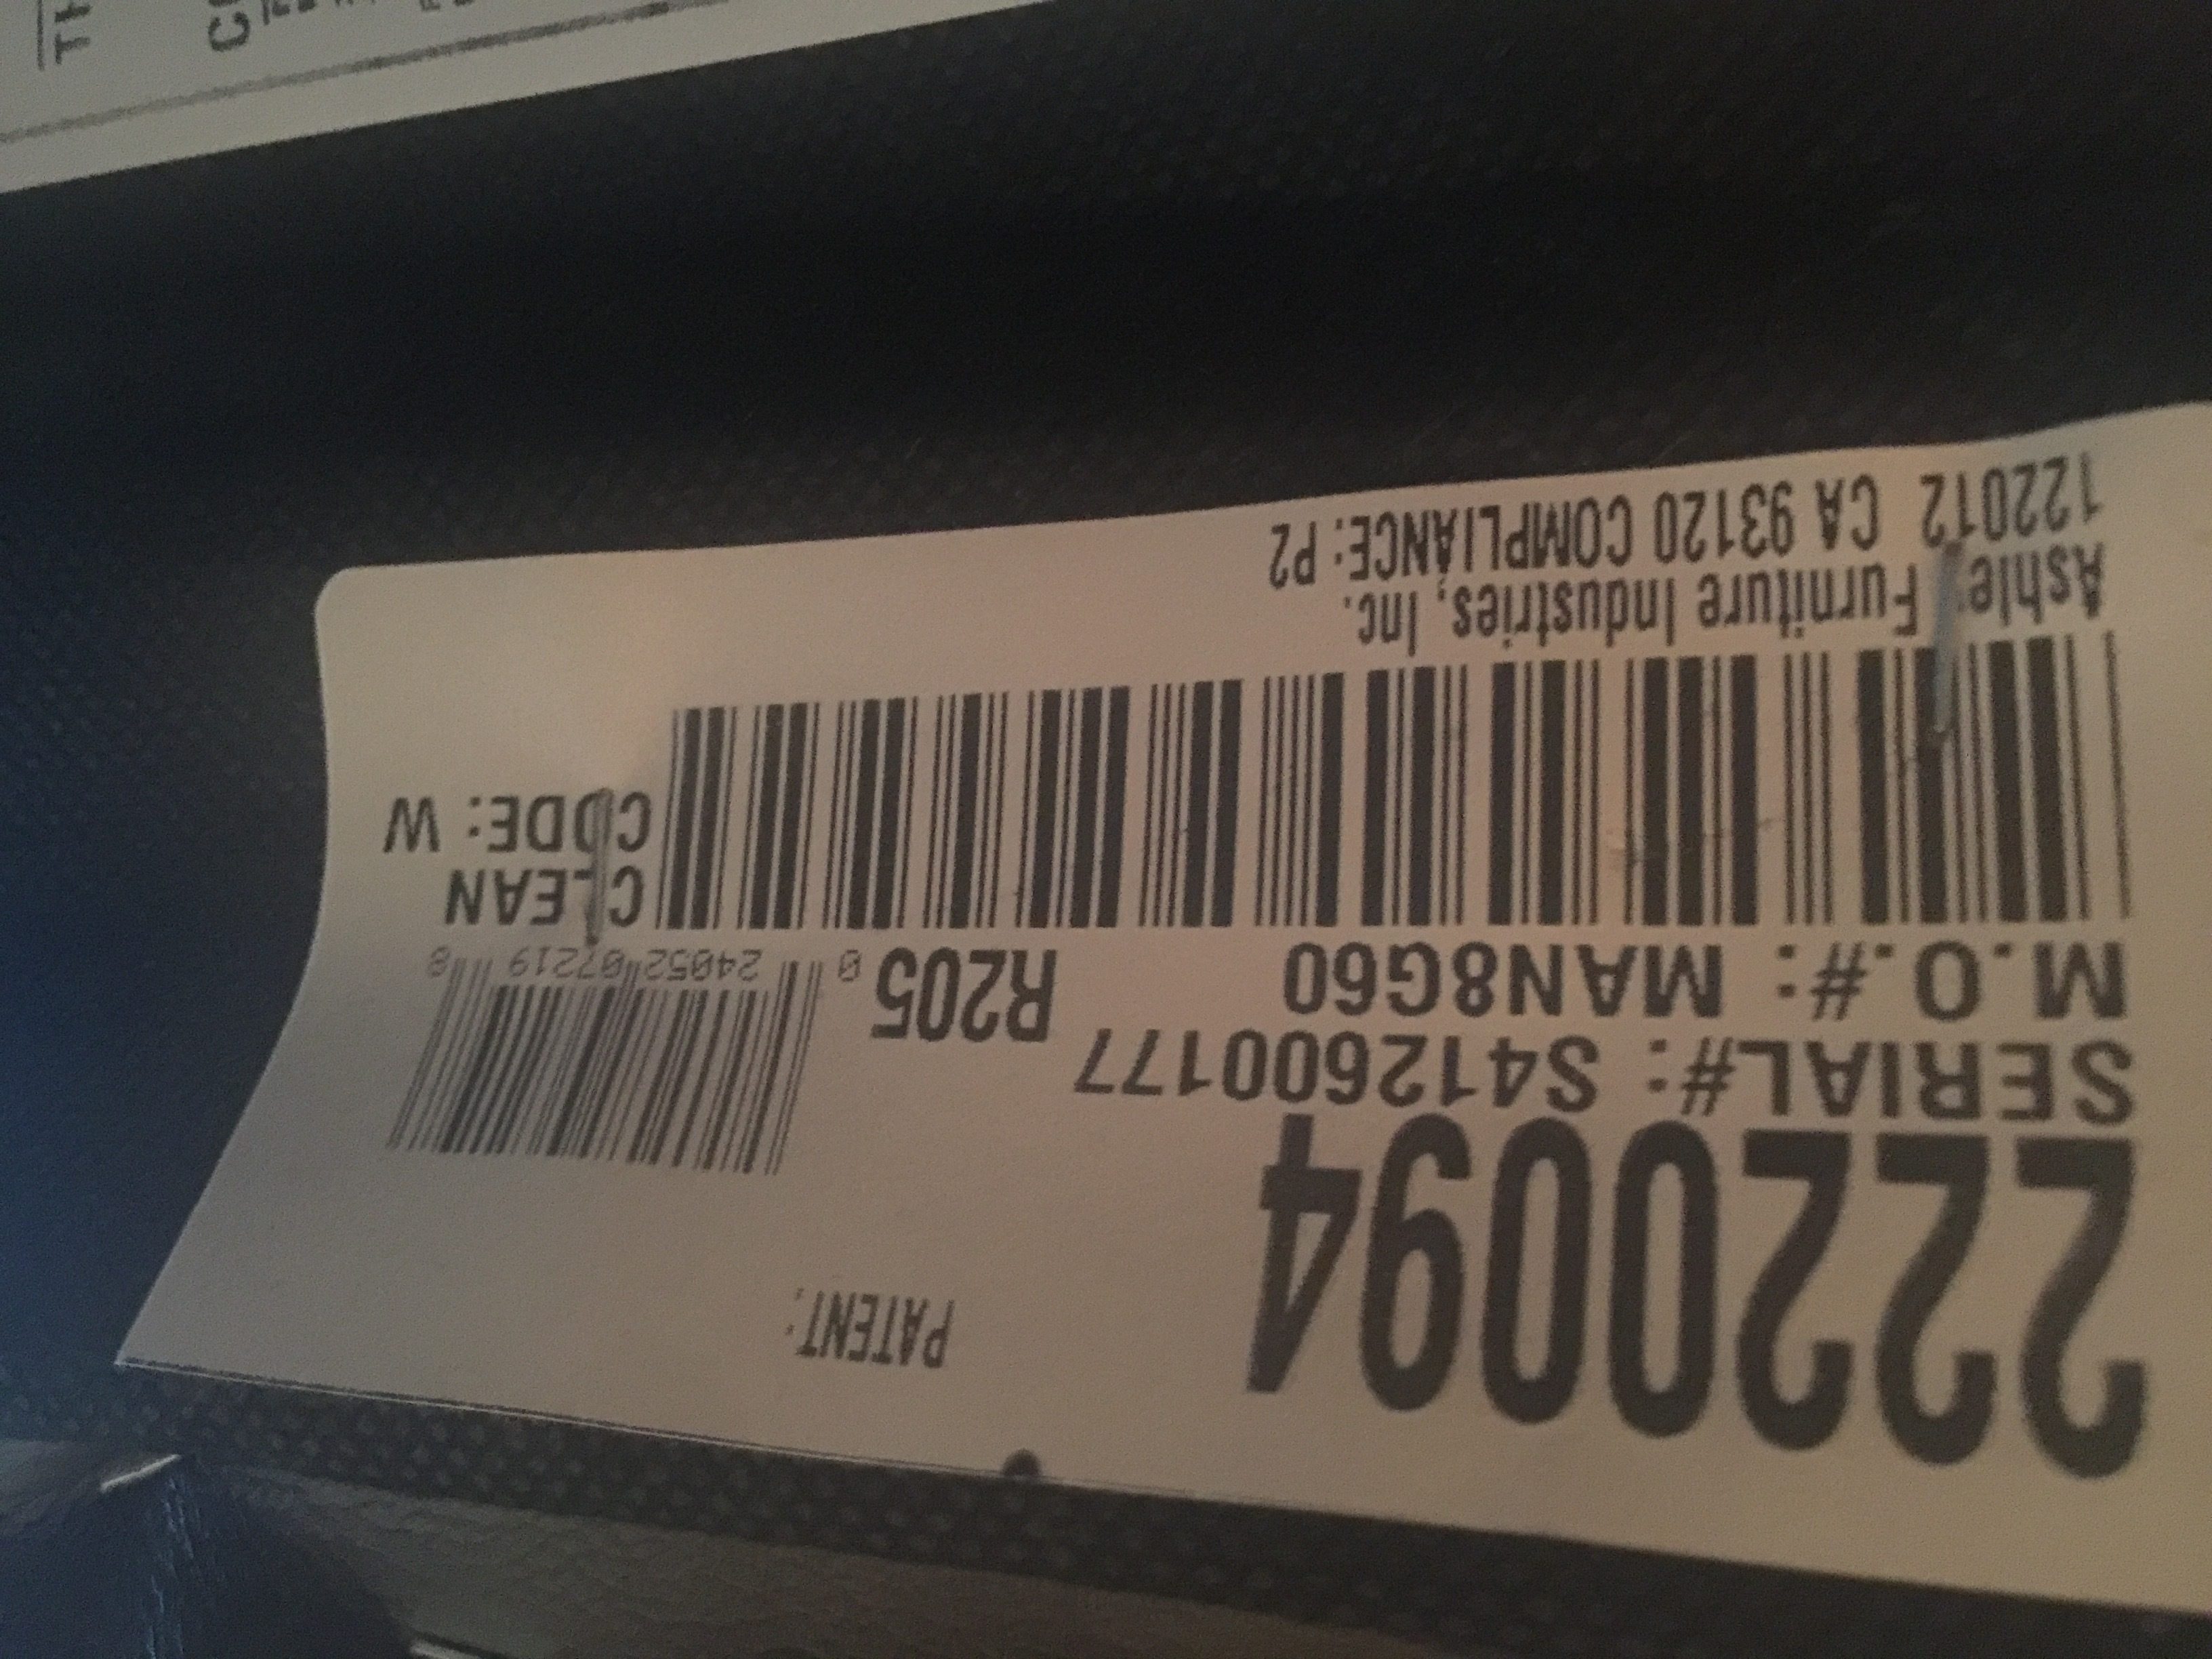 2220094
PATENT:
SERIAL#: S412600177
M.O.#: MAN8G60
R205
0 24052 07219 8
CLEAN
CODE: W
Ashley Furniture Industries, Inc.
122012 CA 93120 COMPLIANCE: P2